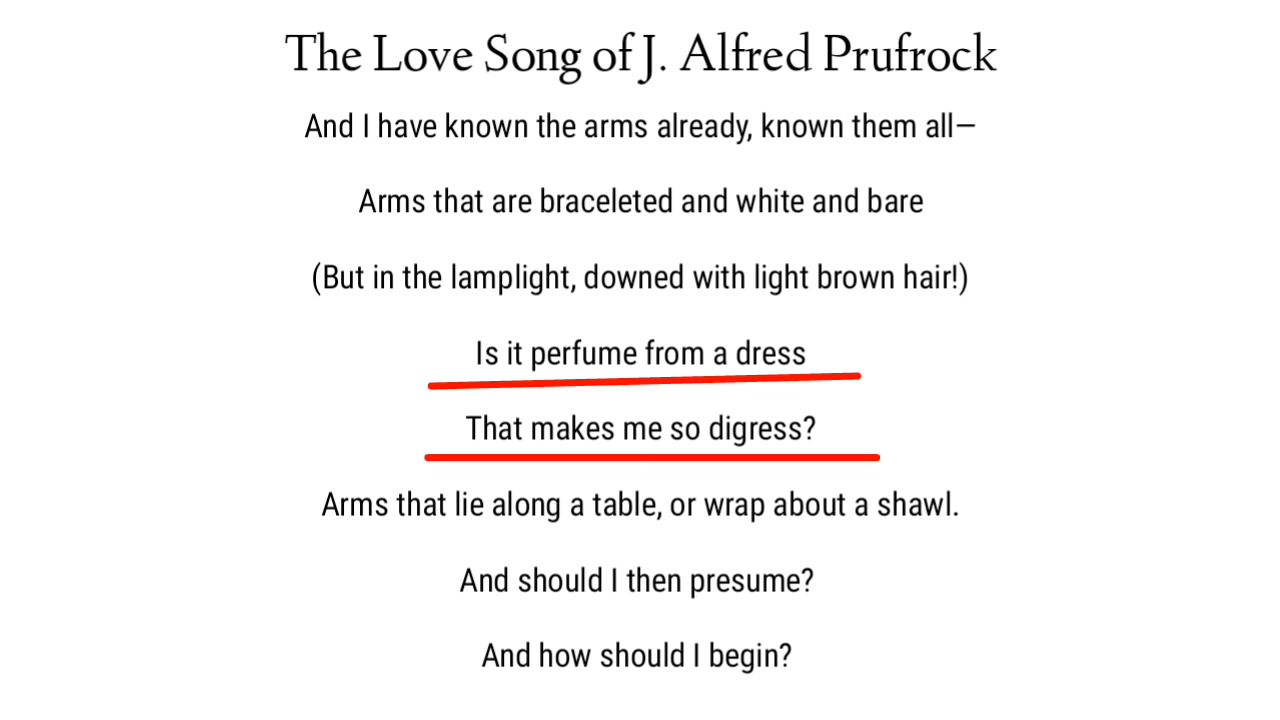 The Love Song of J. Alfred Prufrock
And I have known the arms already, known them all—
Arms that are braceleted and white and bare
(But in the lamplight, downed with light brown hair!)
Is it perfume from a dress
That makes me so digress?
Arms that lie along a table, or wrap about a shawl.
And should I then presume?
And how should I begin?